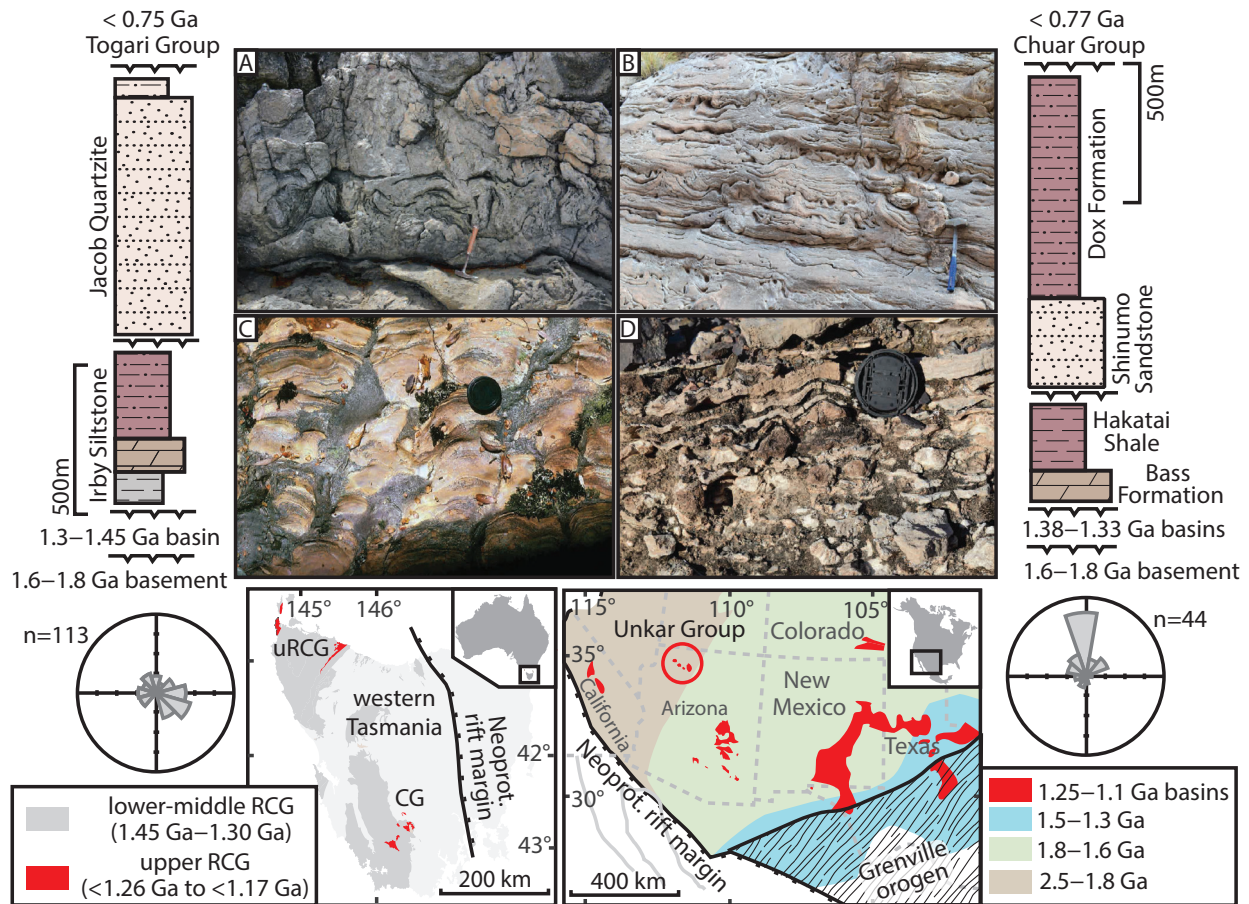 < 0.75 Ga
Togari Group
Jacob Quartzite
Irby Siltstone
500m
1.3–1.45 Ga basin
1.6–1.8 Ga basement
A
B
C
D
< 0.77 Ga
Chuar Group
500m
Dox Formation
Shinumo
Sandstone
Hakatai
Shale
Bass
Formation
1.38–1.33 Ga basins
1.6–1.8 Ga basement
n=113
145°
146°
uRCG
western
Tasmania
Neoprot.
rift margin
42°
CG
43°
200 km
lower-middle RCG
(1.45 Ga–1.30 Ga)
upper RCG
(<1.26 Ga to <1.17 Ga)
115°
110°
105°
Unkar Group
Colorado
35°
California
Arizona
New
Mexico
Texas
30°
Neoprot. rift margin
Grenville
orogen
400 km
n=44
1.25–1.1 Ga basins
1.5–1.3 Ga
1.8–1.6 Ga
2.5–1.8 Ga